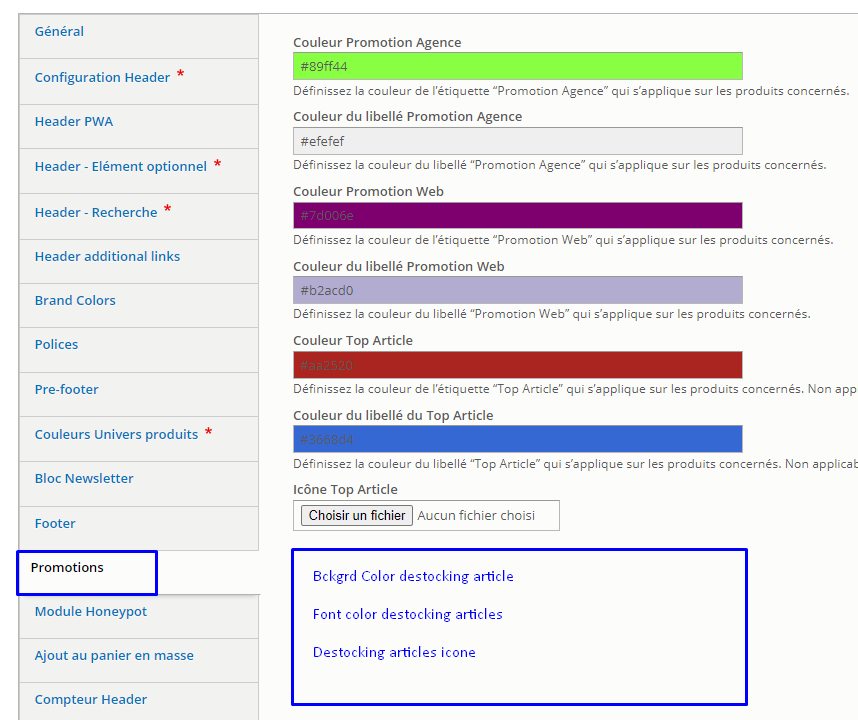 Général
Configuration Header *
Header PWA
Header - Elément optionnel *
Header - Recherche *
Header additional links
Brand Colors
Polices
Pre-footer
Couleurs Univers produits *
Bloc Newsletter
Footer
Promotions
Module Honeypot
Ajout au panier en masse
Compteur Header
Couleur Promotion Agence
#89ff44
Définissez la couleur de l’étiquette “Promotion Agence” qui s’applique sur les produits concernés.
Couleur du libellé Promotion Agence
#efefef
Définissez la couleur du libellé “Promotion Agence” qui s’applique sur les produits concernés.
Couleur Promotion Web
#7d006e
Définissez la couleur de l’étiquette “Promotion Web” qui s’applique sur les produits concernés.
Couleur du libellé Promotion Web
#b2acd0
Définissez la couleur du libellé “Promotion Web” qui s’applique sur les produits concernés.
Couleur Top Article
#aa2520
Définissez la couleur de l’étiquette “Top Article” qui s’applique sur les produits concernés. Non app
Couleur du libellé du Top Article
#3668d4
Définissez la couleur du libellé “Top Article” qui s’applique sur les produits concernés. Non applicab
Icône Top Article
Choisir un fichier Aucun fichier choisi
Bckgrd Color destocking article
Font color destocking articles
Destocking articles icone